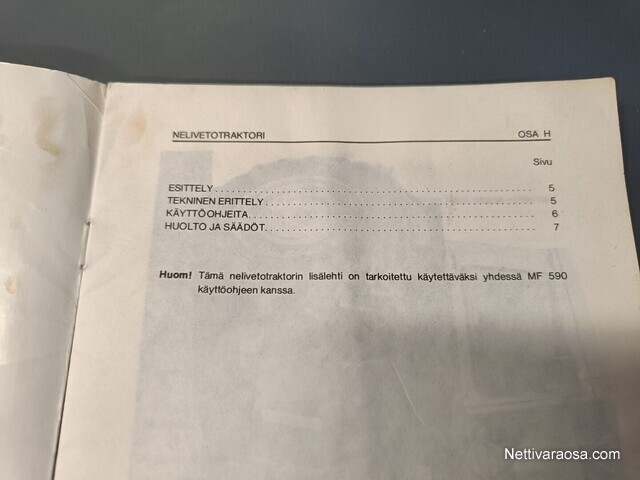 NELIVETOTRAKTORI OSA H
Sivu
ESITTELY 5
TEKNINEN ERITTELY 5
KÄYTTÖOHJEITA 6
HUOLTO JA SÄÄDÖT 7
Huom! Tämä nelivetotraktorin lisälehti on tarkoitettu käytettäväksi yhdessä MF 590
käyttöohjeen kanssa.
Nettivaraosa.com